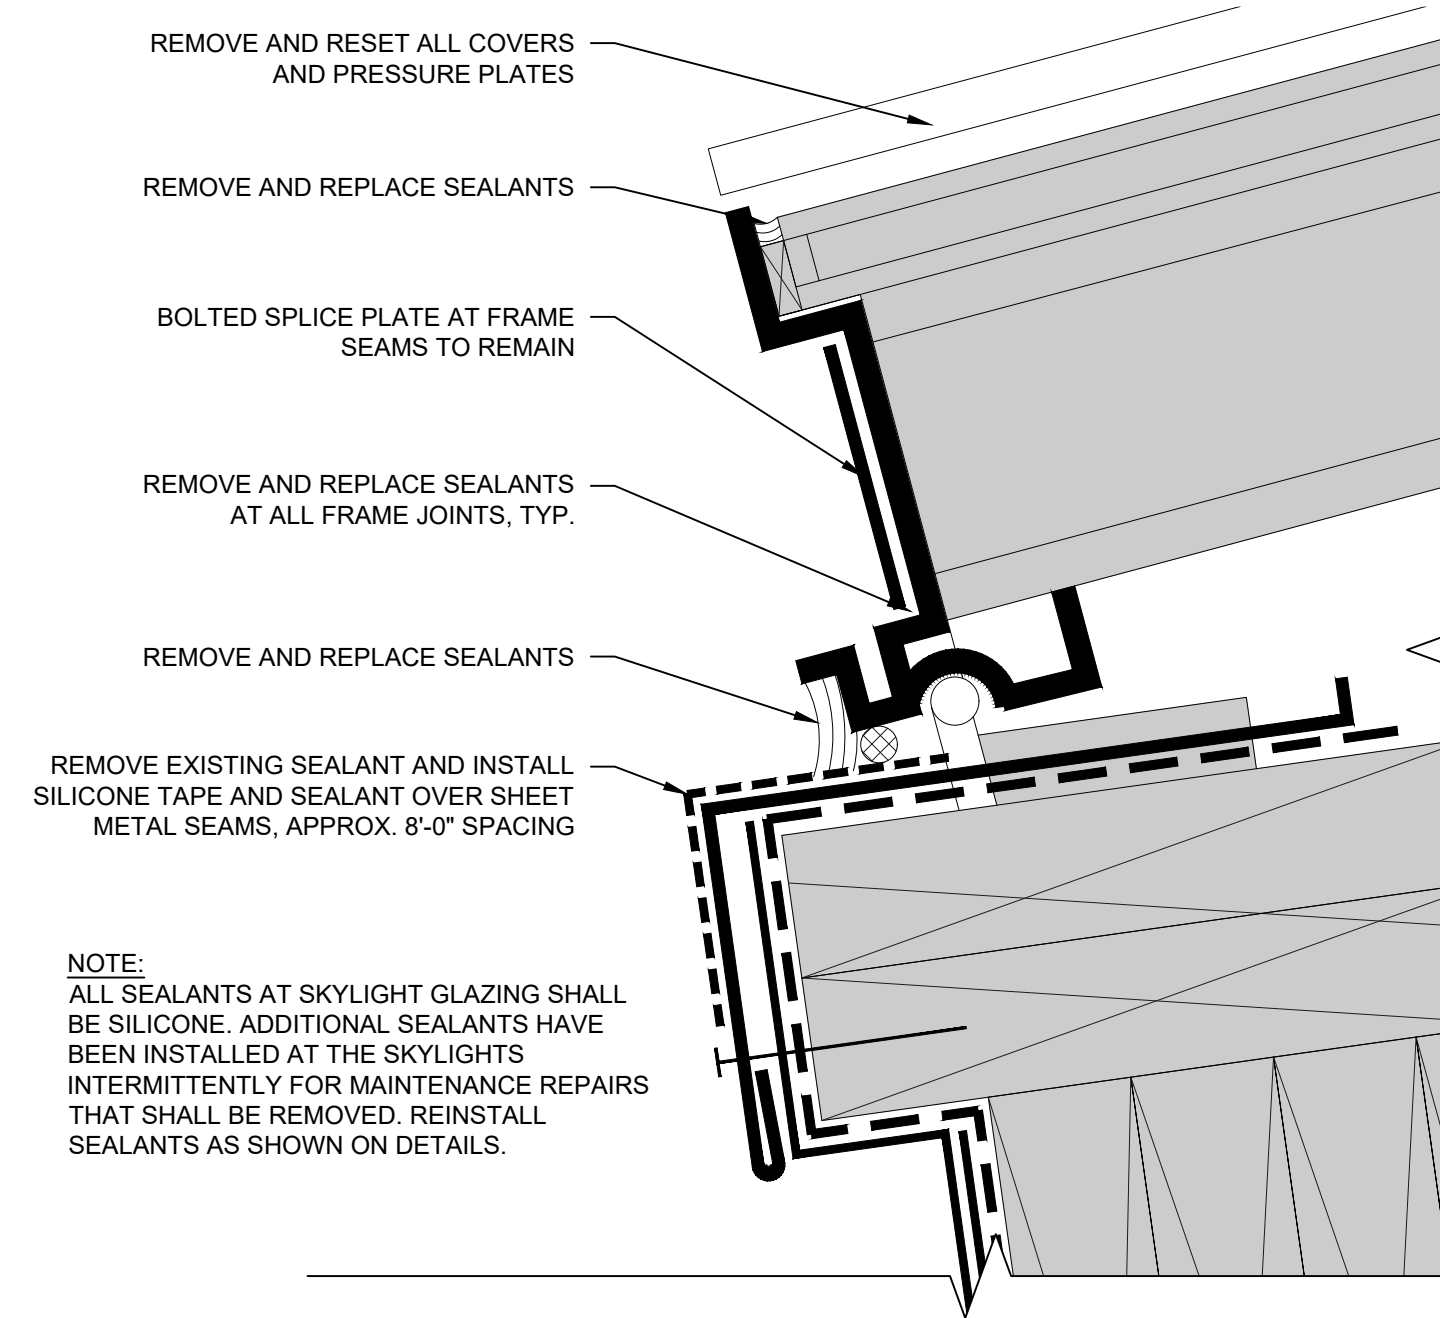 REMOVE AND RESET ALL COVERS
AND PRESSURE PLATES
REMOVE AND REPLACE SEALANTS
BOLTED SPLICE PLATE AT FRAME
SEAMS TO REMAIN
REMOVE AND REPLACE SEALANTS
AT ALL FRAME JOINTS, TYP.
REMOVE AND REPLACE SEALANTS
REMOVE EXISTING SEALANT AND INSTALL
SILICONE TAPE AND SEALANT OVER SHEET
METAL SEAMS, APPROX. 8'-0" SPACING
NOTE:
ALL SEALANTS AT SKYLIGHT GLAZING SHALL
BE SILICONE. ADDITIONAL SEALANTS HAVE
BEEN INSTALLED AT THE SKYLIGHTS
INTERMITTENTLY FOR MAINTENANCE REPAIRS
THAT SHALL BE REMOVED. REINSTALL
SEALANTS AS SHOWN ON DETAILS.